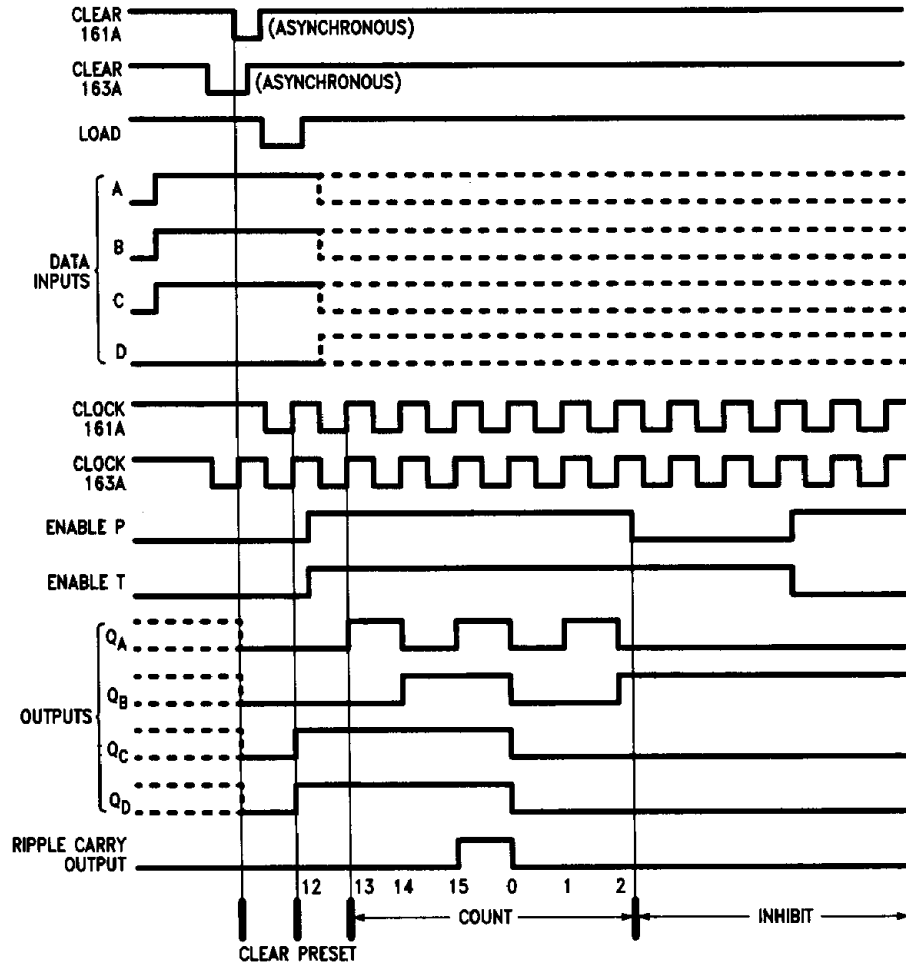 CLEAR
161A
(ASYNCHRONOUS)
CLEAR
163A
(ASYNCHRONOUS)
LOAD
DATA
INPUTS
A
B
C
D
CLOCK
161A
CLOCK
163A
ENABLE P
ENABLE T
OUTPUTS
QA
QB
QC
QD
RIPPLE CARRY
OUTPUT
12 13 14 15 0 1 2
COUNT
INHIBIT
CLEAR PRESET